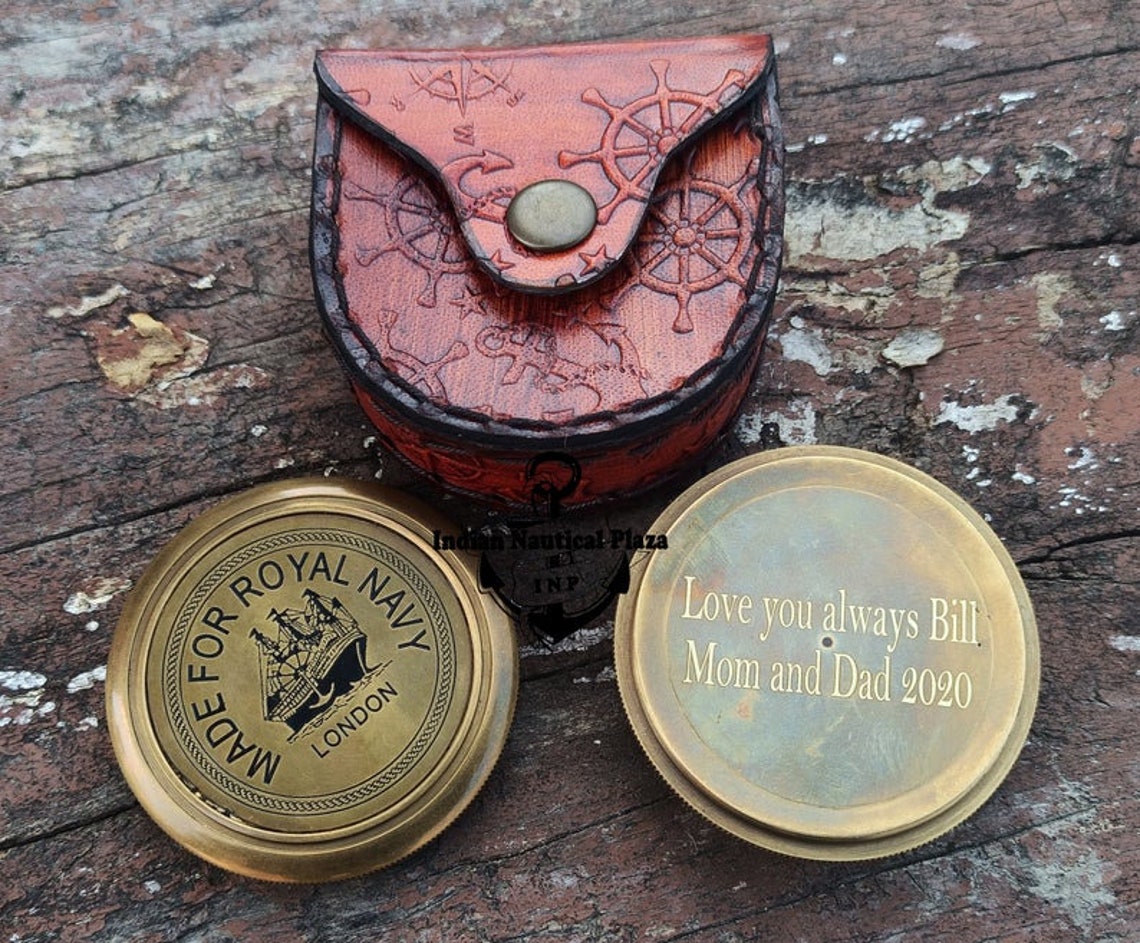 W
Indian Nautical Plaza
INP
MADE FOR ROYAL NAVY
LONDON
Love you always Bill
Mom and Dad 2020